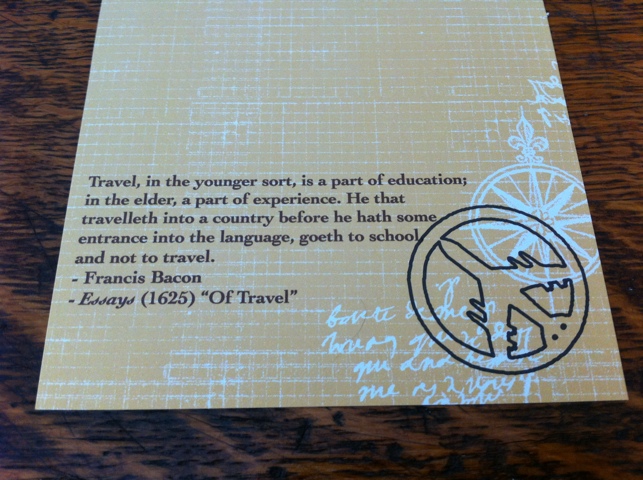 Travel, in the younger sort, is a part of education;
in the elder, a part of experience. He that
travelleth into a country before he hath some
entrance into the language, goeth to school,
and not to travel.
- Francis Bacon
- Essays (1625) “Of Travel”